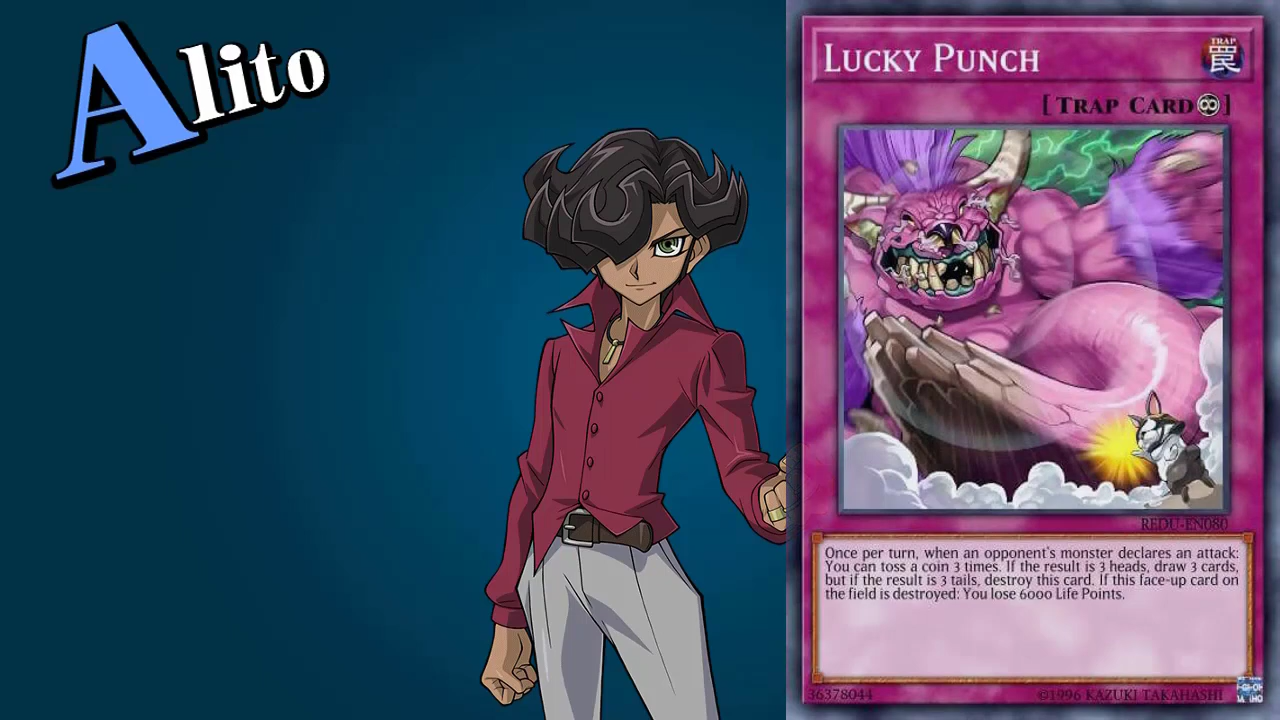 Alito
LUCKY PUNCH
TRAP
罠
[TRAP CARD]
REDU-EN080
Once per turn, when an opponent's monster declares an attack:
You can toss a coin 3 times. If the result is 3 heads, draw 3 cards,
but if the result is 3 tails, destroy this card. If this face-up card on
the field is destroyed: You lose 6000 Life Points.
36378044
©1996 KAZUKI TAKAHASHI